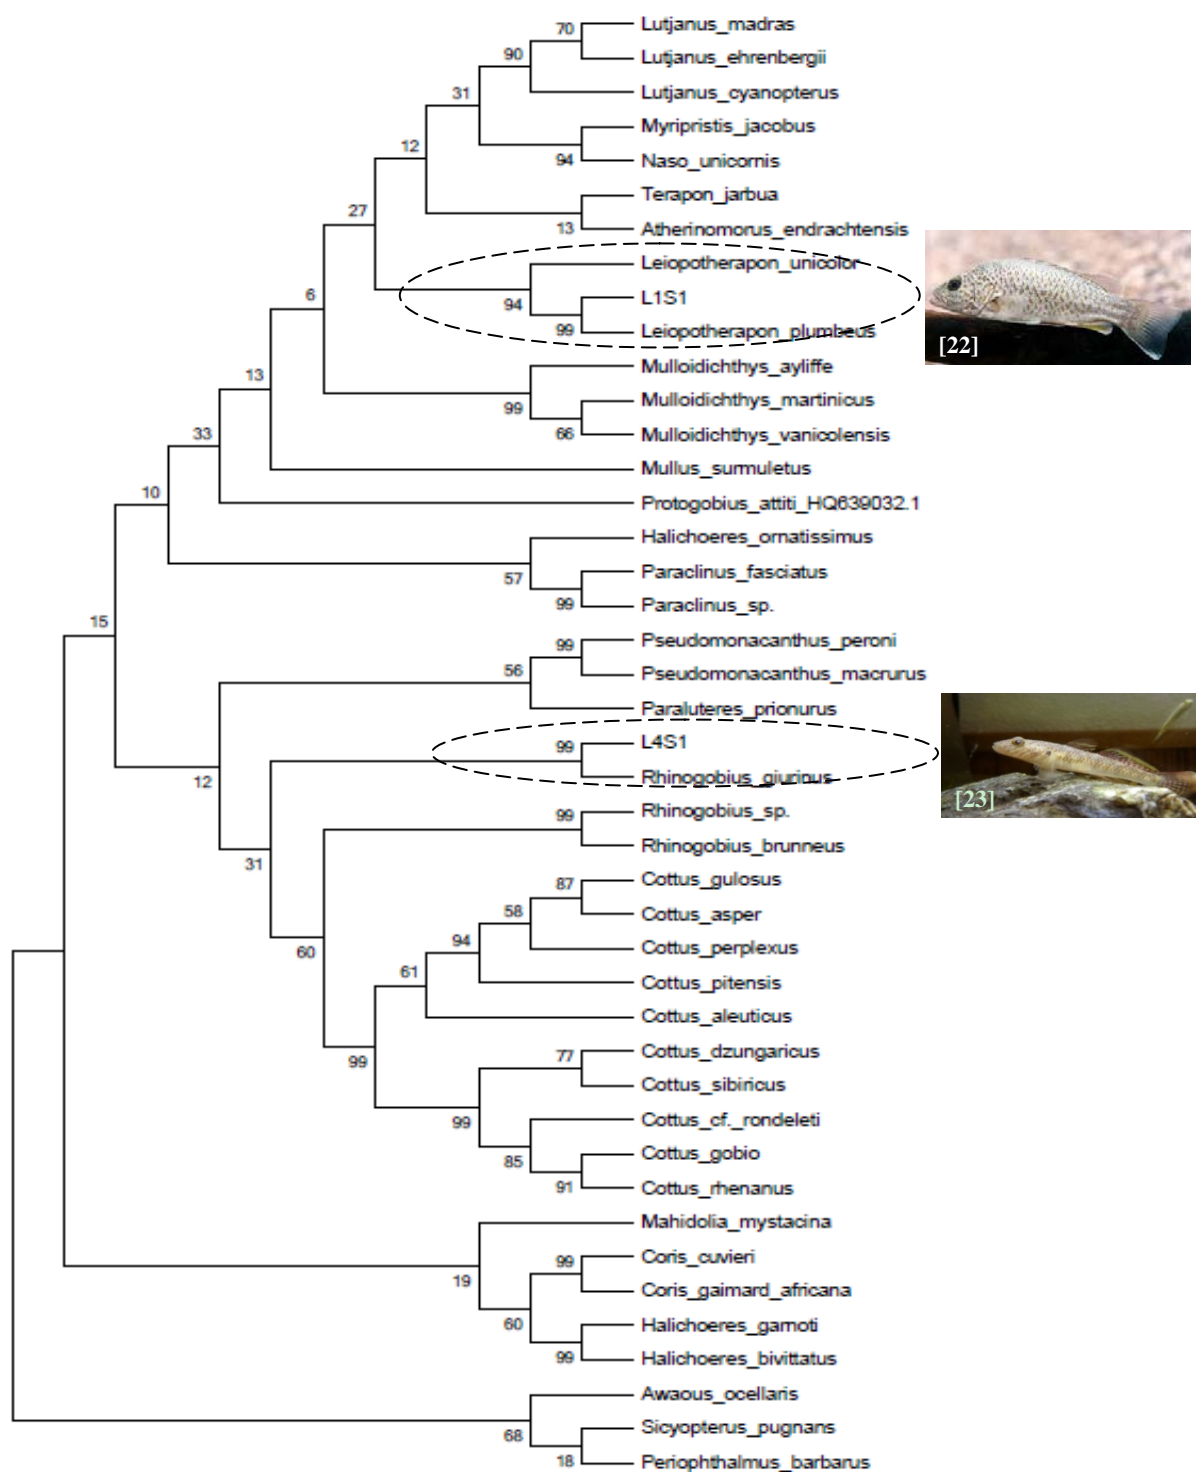 70
Lutjanus_madras
90
Lutjanus_ehrenbergii
31
Lutjanus_cyanopterus
Myripristis_jacobus
12
94
Naso_unicornis
Terapon_jarbua
27
13
Atherinomorus_endrachtensis
Leiopotherapon_unicolor
6
94
L1S1
99
Leiopotherapon_plumbeus
[22]
13
Mulloidichthys_ayliffe
99
Mulloidichthys_martinicus
33
66
Mulloidichthys_vanicolensis
Mullus_surmuletus
10
Protogobius_attiti_HQ639032.1
Halichoeres_ornatissimus
57
Paraclinus_fasciatus
99
Paraclinus_sp.
15
99
Pseudomonacanthus_peroni
56
Pseudomonacanthus_macrurus
Paraluteres_prionurus
99
L4S1
12
Rhinogobius_giurinus
[23]
99
Rhinogobius_sp.
31
Rhinogobius_brunneus
87
Cottus_gulosus
58
Cottus_asper
60
94
Cottus_perplexus
61
Cottus_pitensis
Cottus_aleuticus
99
77
Cottus_dzungaricus
Cottus_sibiricus
99
Cottus_cf._rondeleti
85
Cottus_gobio
91
Cottus_rhenanus
Mahidolia_mystacina
99
Coris_cuvieri
19
Coris_gaimard_africana
60
Halichoeres_garnoti
99
Halichoeres_bivittatus
Awaous_ocellaris
68
Sicyopterus_pugnans
18
Periophthalmus_barbarus